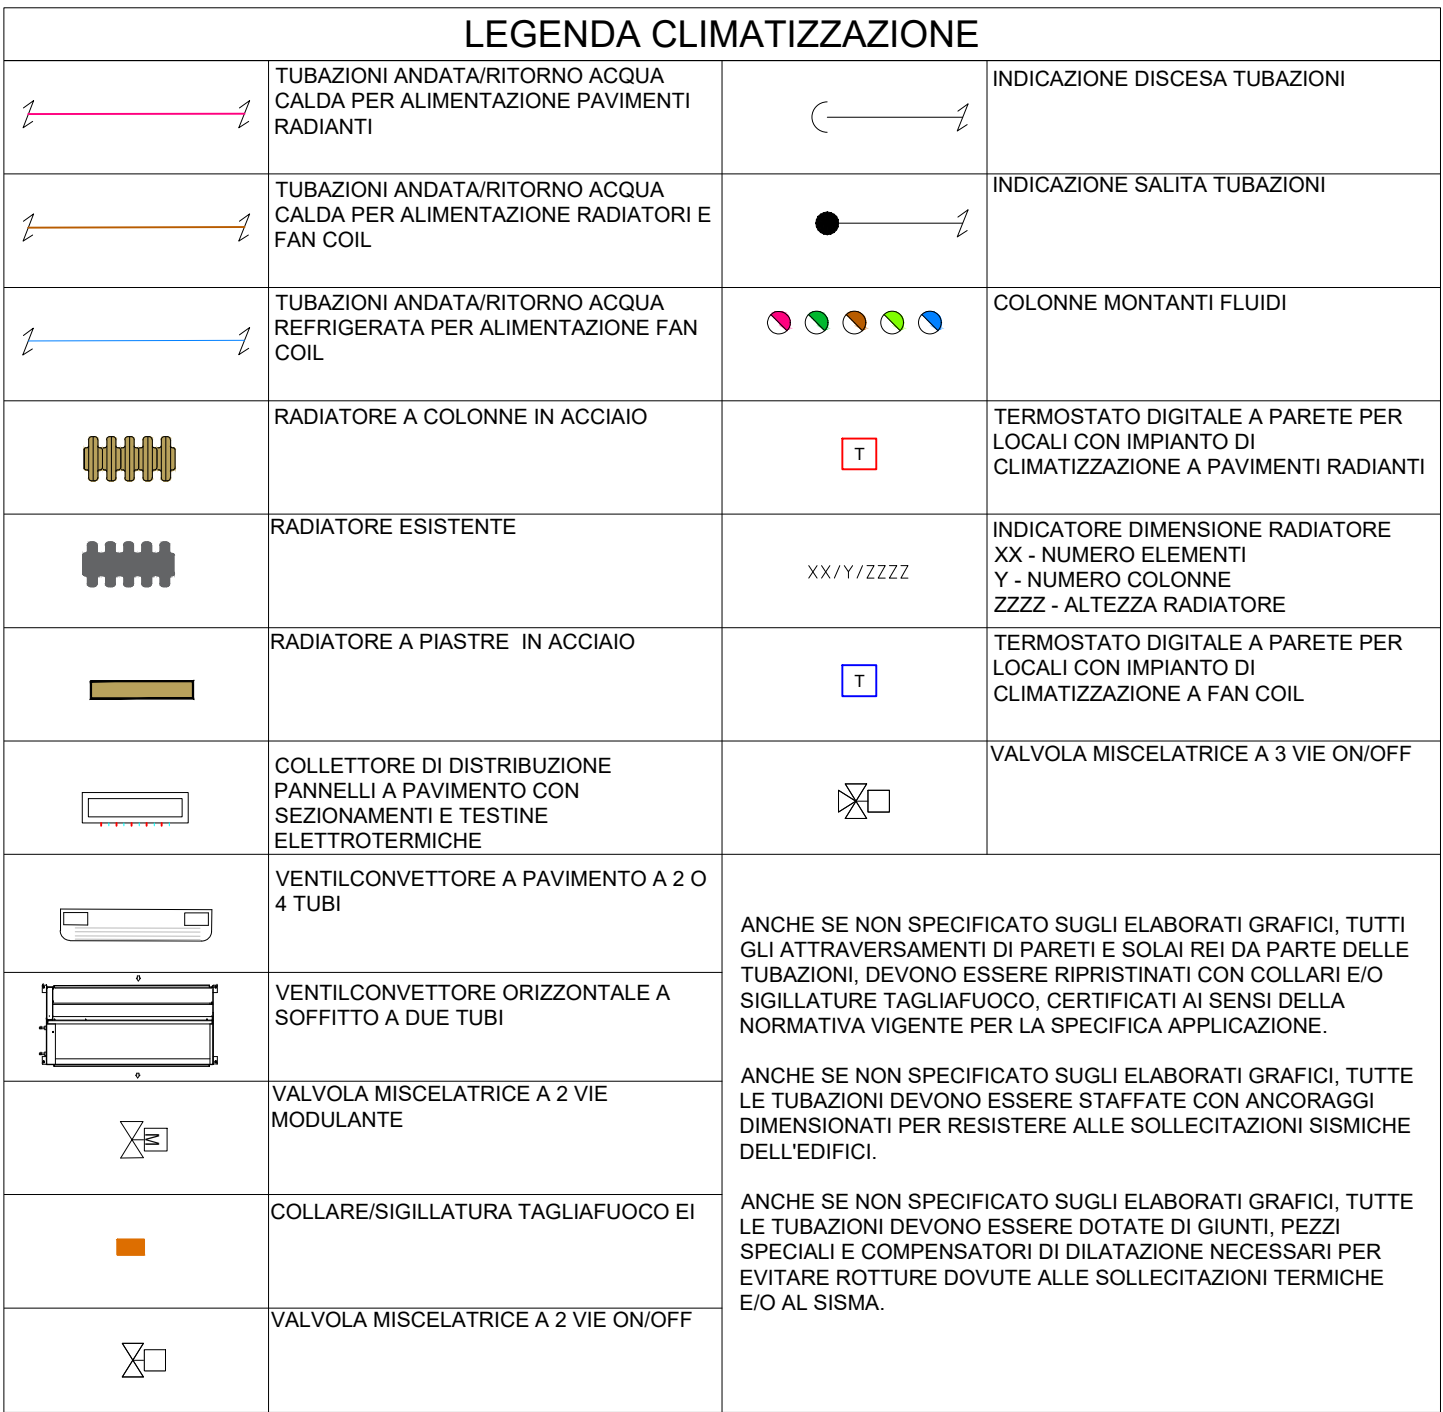 LEGENDA CLIMATIZZAZIONE
TUBAZIONI ANDATA/RITORNO ACQUA
CALDA PER ALIMENTAZIONE PAVIMENTI
RADIANTI
INDICAZIONE DISCESA TUBAZIONI
TUBAZIONI ANDATA/RITORNO ACQUA
CALDA PER ALIMENTAZIONE RADIATORI E
FAN COIL
INDICAZIONE SALITA TUBAZIONI
TUBAZIONI ANDATA/RITORNO ACQUA
REFRIGERATA PER ALIMENTAZIONE FAN
COIL
COLONNE MONTANTI FLUIDI
RADIATORE A COLONNE IN ACCIAIO
T
TERMOSTATO DIGITALE A PARETE PER
LOCALI CON IMPIANTO DI
CLIMATIZZAZIONE A PAVIMENTI RADIANTI
RADIATORE ESISTENTE
XX/Y/ZZZZ
INDICATORE DIMENSIONE RADIATORE
XX - NUMERO ELEMENTI
Y - NUMERO COLONNE
ZZZZ - ALTEZZA RADIATORE
RADIATORE A PIASTRE  IN ACCIAIO
T
TERMOSTATO DIGITALE A PARETE PER
LOCALI CON IMPIANTO DI
CLIMATIZZAZIONE A FAN COIL
COLLETTORE DI DISTRIBUZIONE
PANNELLI A PAVIMENTO CON
SEZIONAMENTI E TESTINE
ELETTROTERMICHE
VALVOLA MISCELATRICE A 3 VIE ON/OFF
VENTILCONVETTORE A PAVIMENTO A 2 O
4 TUBI
VENTILCONVETTORE ORIZZONTALE A
SOFFITTO A DUE TUBI
M
VALVOLA MISCELATRICE A 2 VIE
MODULANTE
COLLARE/SIGILLATURA TAGLIAFUOCO EI
VALVOLA MISCELATRICE A 2 VIE ON/OFF
ANCHE SE NON SPECIFICATO SUGLI ELABORATI GRAFICI, TUTTI
GLI ATTRAVERSAMENTI DI PARETI E SOLAI REI DA PARTE DELLE
TUBAZIONI, DEVONO ESSERE RIPRISTINATI CON COLLARI E/O
SIGILLATURE TAGLIAFUOCO, CERTIFICATI AI SENSI DELLA
NORMATIVA VIGENTE PER LA SPECIFICA APPLICAZIONE.
ANCHE SE NON SPECIFICATO SUGLI ELABORATI GRAFICI, TUTTE
LE TUBAZIONI DEVONO ESSERE STAFFATE CON ANCORAGGI
DIMENSIONATI PER RESISTERE ALLE SOLLECITAZIONI SISMICHE
DELL'EDIFICI.
ANCHE SE NON SPECIFICATO SUGLI ELABORATI GRAFICI, TUTTE
LE TUBAZIONI DEVONO ESSERE DOTATE DI GIUNTI, PEZZI
SPECIALI E COMPENSATORI DI DILATAZIONE NECESSARI PER
EVITARE ROTTURE DOVUTE ALLE SOLLECITAZIONI TERMICHE
E/O AL SISMA.